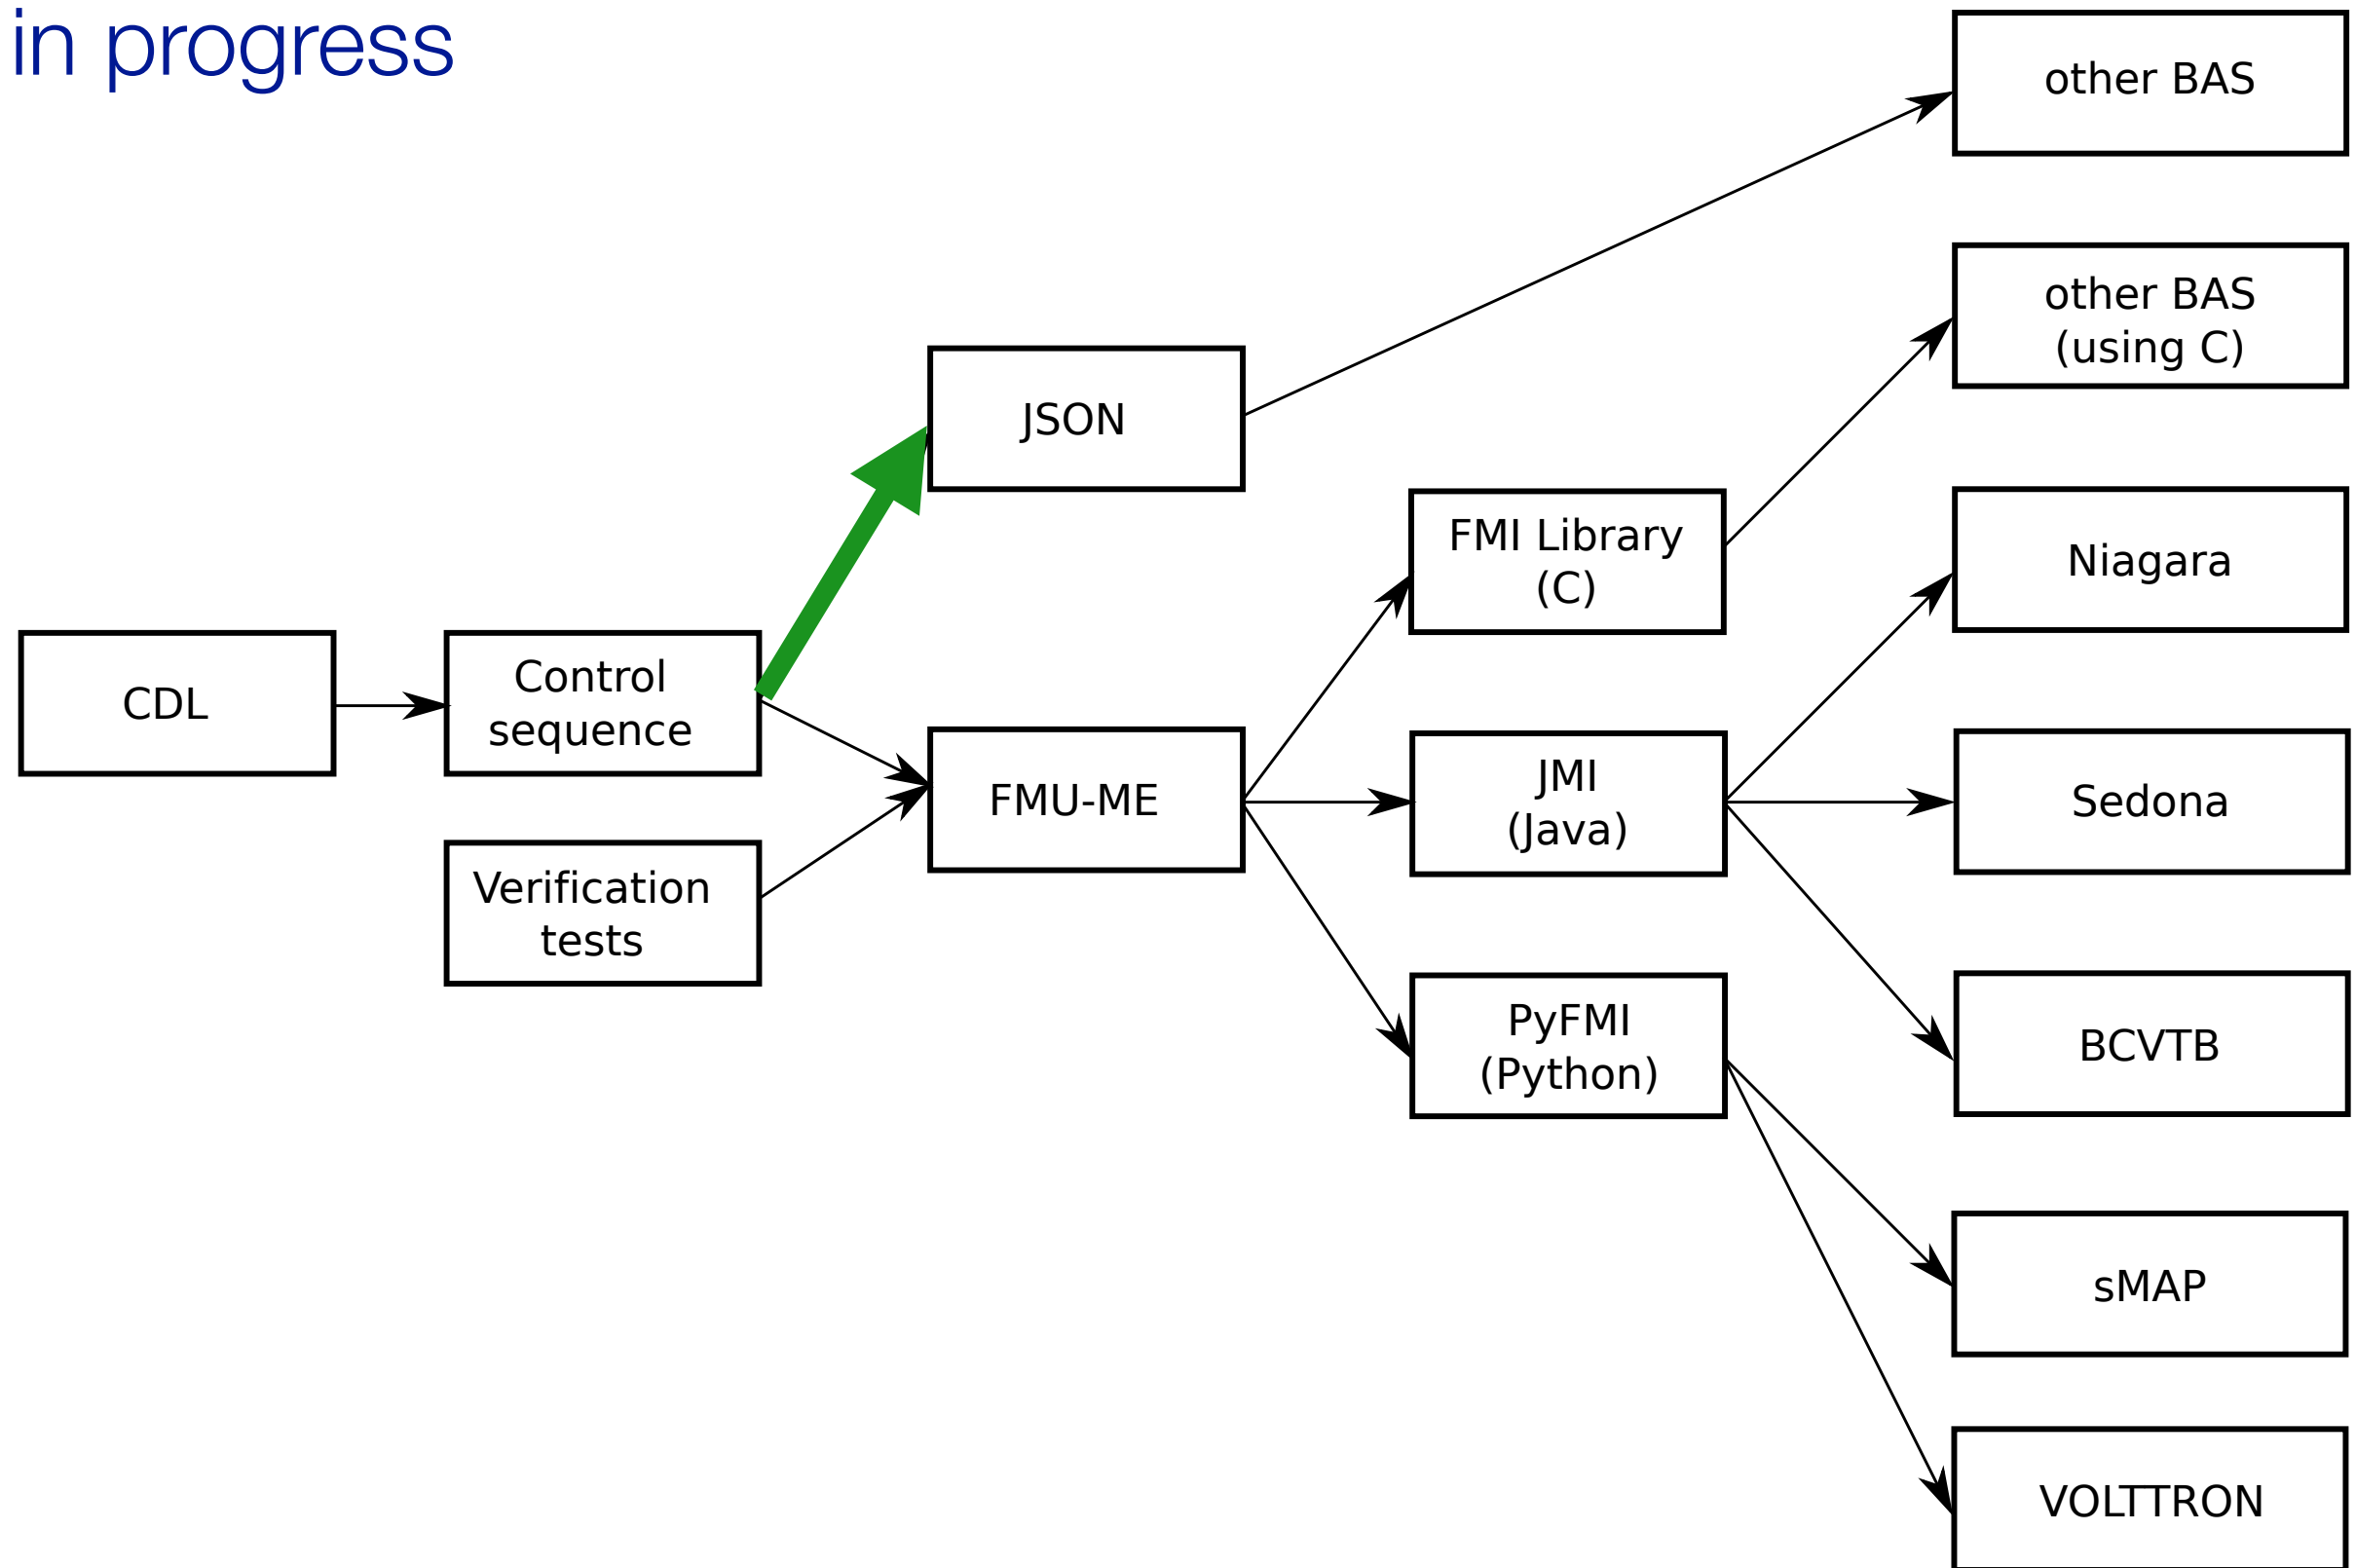 in progress
other BAS
other BAS
(using C)
JSON
FMI Library
(C)
Niagara
CDL
Control
sequence
FMU-ME
JMI
(Java)
Sedona
Verification
tests
PyFMI
(Python)
BCVTB
sMAP
VOLTTRON